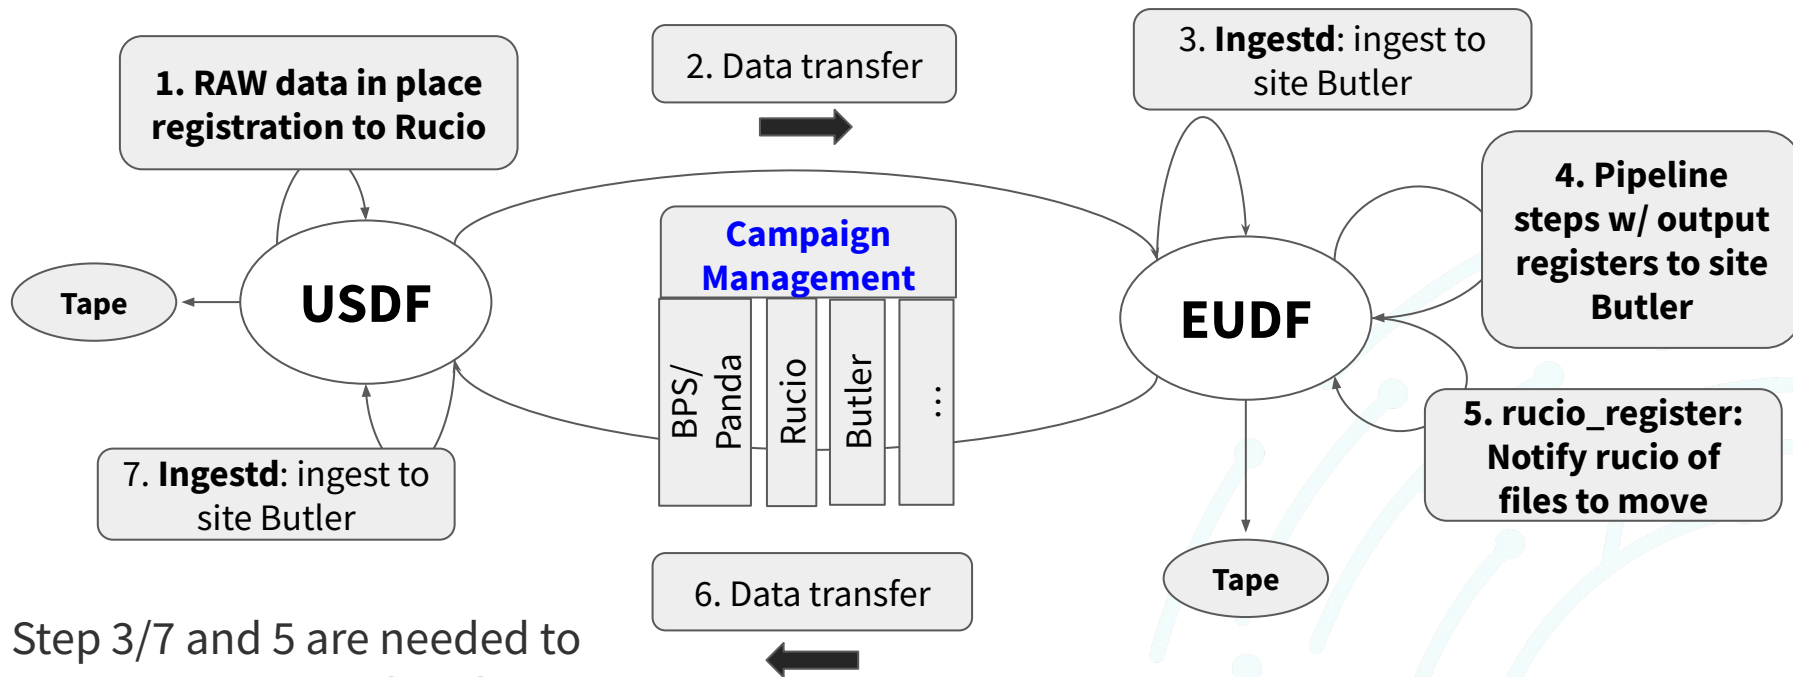 1. RAW data in place
registration to Rucio
2. Data transfer
3. Ingestd: ingest to
site Butler
4. Pipeline
steps w/ output
registers to site
Butler
Campaign
Management
Tape
USDF
EUDF
BPS/
Panda
Rucio
Butler
...
5. rucio_register:
Notify rucio of
files to move
7. Ingestd: ingest to
site Butler
Tape
6. Data transfer
Step 3/7 and 5 are needed to